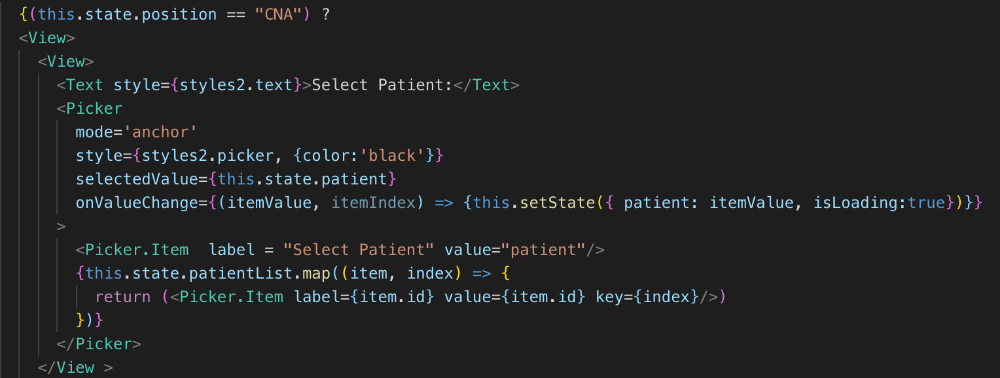 {(this.state.position == "CNA") ?
<View>
<View>
<Text style={styles2.text}>Select Patient:</Text>
<Picker
mode='anchor'
style={styles2.picker, {color:'black'}}
selectedValue={this.state.patient}
onValueChange={(itemValue, itemIndex) => {this.setState({ patient: itemValue, isLoading:true})}}
>
<Picker.Item  label = "Select Patient" value="patient"/>
{this.state.patientList.map((item, index) => {
return (<Picker.Item label={item.id} value={item.id} key={index}/>)
})}
</Picker>
</View >